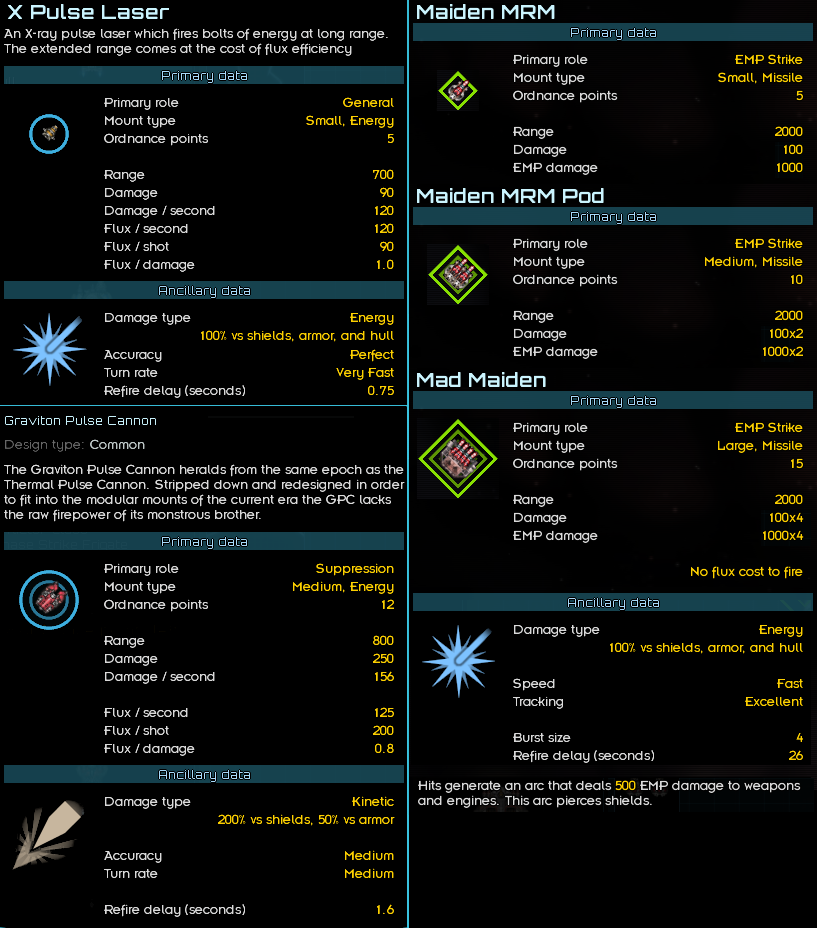 X Pulse Laser
An X-ray pulse laser which fires bolts of energy at long range.
The extended range comes at the cost of flux efficiency
Primary data
Primary role General
Mount type Small, Energy
Ordnance points 5
Range 700
Damage 90
Damage / second 120
Flux / second 120
Flux / shot 90
Flux / damage 1.0
Ancillary data
Damage type Energy
100% vs shields, armor, and hull
Accuracy Perfect
Turn rate Very Fast
Refire delay (seconds) 0.75
Graviton Pulse Cannon
Design type: Common
The Graviton Pulse Cannon heralds from the same epoch as the
Thermal Pulse Cannon. Stripped down and redesigned in order
to fit into the modular mounts of the current era the GPC lacks
the raw firepower of its monstrous brother.
Primary data
Primary role Suppression
Mount type Medium, Energy
Ordnance points 12
Range 800
Damage 250
Damage / second 156
Flux / second 125
Flux / shot 200
Flux / damage 0.8
Ancillary data
Damage type Kinetic
200% vs shields, 50% vs armor
Accuracy Medium
Turn rate Medium
Refire delay (seconds) 1.6
Maiden MRM
Primary data
Primary role EMP Strike
Mount type Small, Missile
Ordnance points 5
Range 2000
Damage 100
EMP damage 1000
Maiden MRM Pod
Primary data
Primary role EMP Strike
Mount type Medium, Missile
Ordnance points 10
Range 2000
Damage 100x2
EMP damage 1000x2
Mad Maiden
Primary data
Primary role EMP Strike
Mount type Large, Missile
Ordnance points 15
Range 2000
Damage 100x4
EMP damage 1000x4
No flux cost to fire
Ancillary data
Damage type Energy
100% vs shields, armor, and hull
Speed Fast
Tracking Excellent
Burst size 4
Refire delay (seconds) 26
Hits generate an arc that deals 500 EMP damage to weapons
and engines. This arc pierces shields.